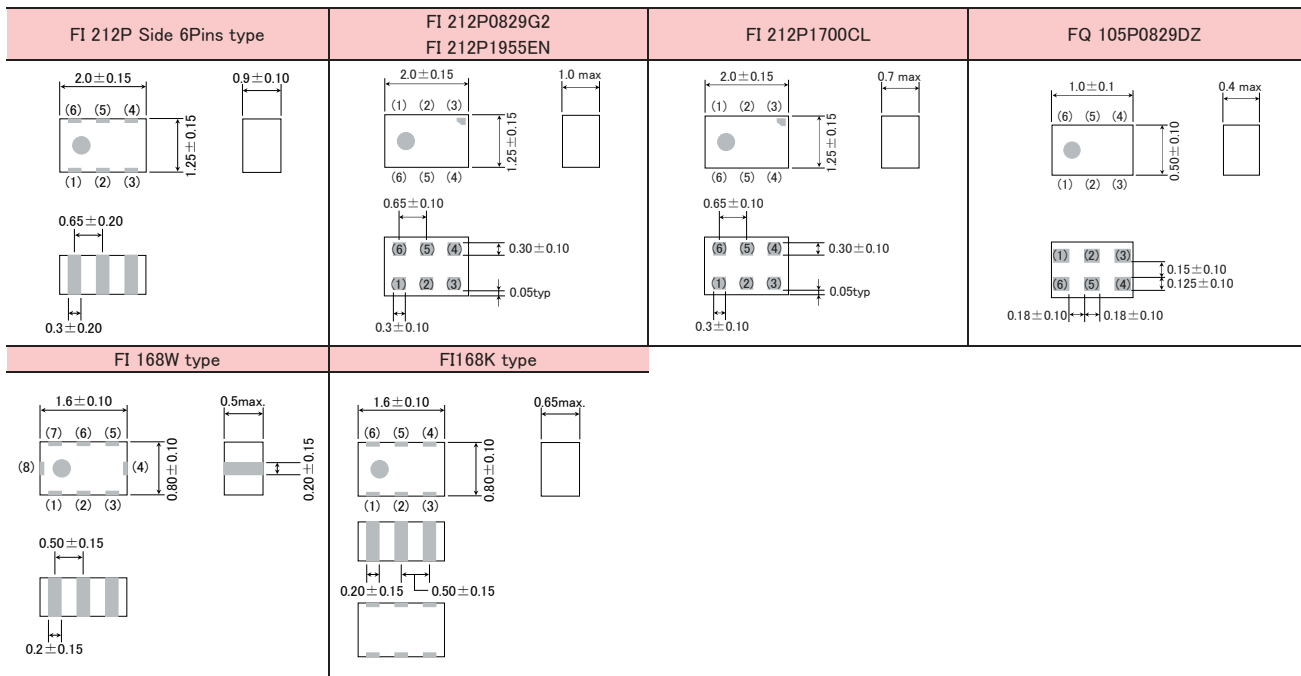 FI 212P Side 6Pins type
2.0±0.15
0.9±0.10
(6) (5) (4)
1.25±0.15
(1) (2) (3)
0.65±0.20
0.3±0.20
FI 212P0829G2
FI 212P1955EN
2.0±0.15
1.0 max
(1) (2) (3)
1.25±0.15
(6) (5) (4)
0.65±0.10
(6) (5) (4)
0.30±0.10
(1) (2) (3)
0.05typ
0.3±0.10
FI 212P1700CL
2.0±0.15
0.7 max
(1) (2) (3)
1.25±0.15
(6) (5) (4)
0.65±0.10
(6) (5) (4)
0.30±0.10
(1) (2) (3)
0.05typ
0.3±0.10
FQ 105P0829DZ
1.0±0.1
0.4 max
(6) (5) (4)
0.50±0.10
(1) (2) (3)
(1) (2) (3)
0.15±0.10
0.125±0.10
(6) (5) (4)
0.18±0.10 0.18±0.10
FI 168W type
1.6±0.10
0.5max.
(7) (6) (5)
(8) (4)
0.80±0.10
0.20±0.15
(1) (2) (3)
0.50±0.15
0.2±0.15
FI168K type
1.6±0.10
0.65max.
(6) (5) (4)
0.80±0.10
(1) (2) (3)
0.20±0.15 0.50±0.15